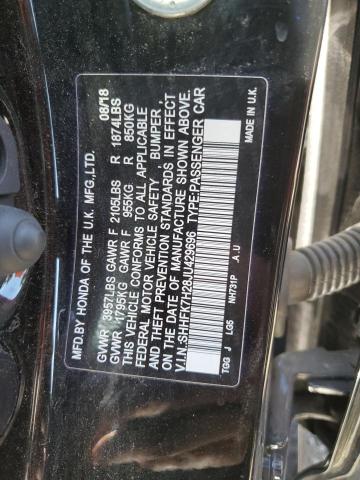 MFD.BY HONDA OF THE U.K. MFG.,LTD. 08/18
GVWR 3957LBS GAWR F 2105LBS R 1874LBS
GVWR 1795KG GAWR F 955KG R 850KG
THIS VEHICLE CONFORMS TO ALL APPLICABLE
FEDERAL MOTOR VEHICLE SAFETY , BUMPER ,
AND THEFT PREVENTION STANDARDS IN EFFECT
ON THE DATE OF MANUFACTURE SHOWN ABOVE.
V.I.N.:SHHFK7H28JU429696 TYPE:PASSENGER CAR
NH731P .A U MADE IN U.K.
TGG J LG5